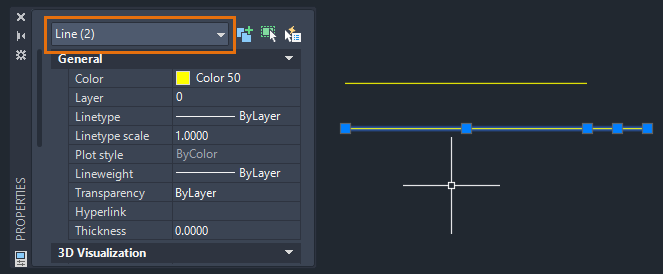 Line (2)
General
Color Color 50
Layer 0
Linetype ByLayer
Linetype scale 1.0000
Plot style ByColor
Lineweight ByLayer
Transparency ByLayer
Hyperlink
Thickness 0.0000
3D Visualization
PROPERTIES